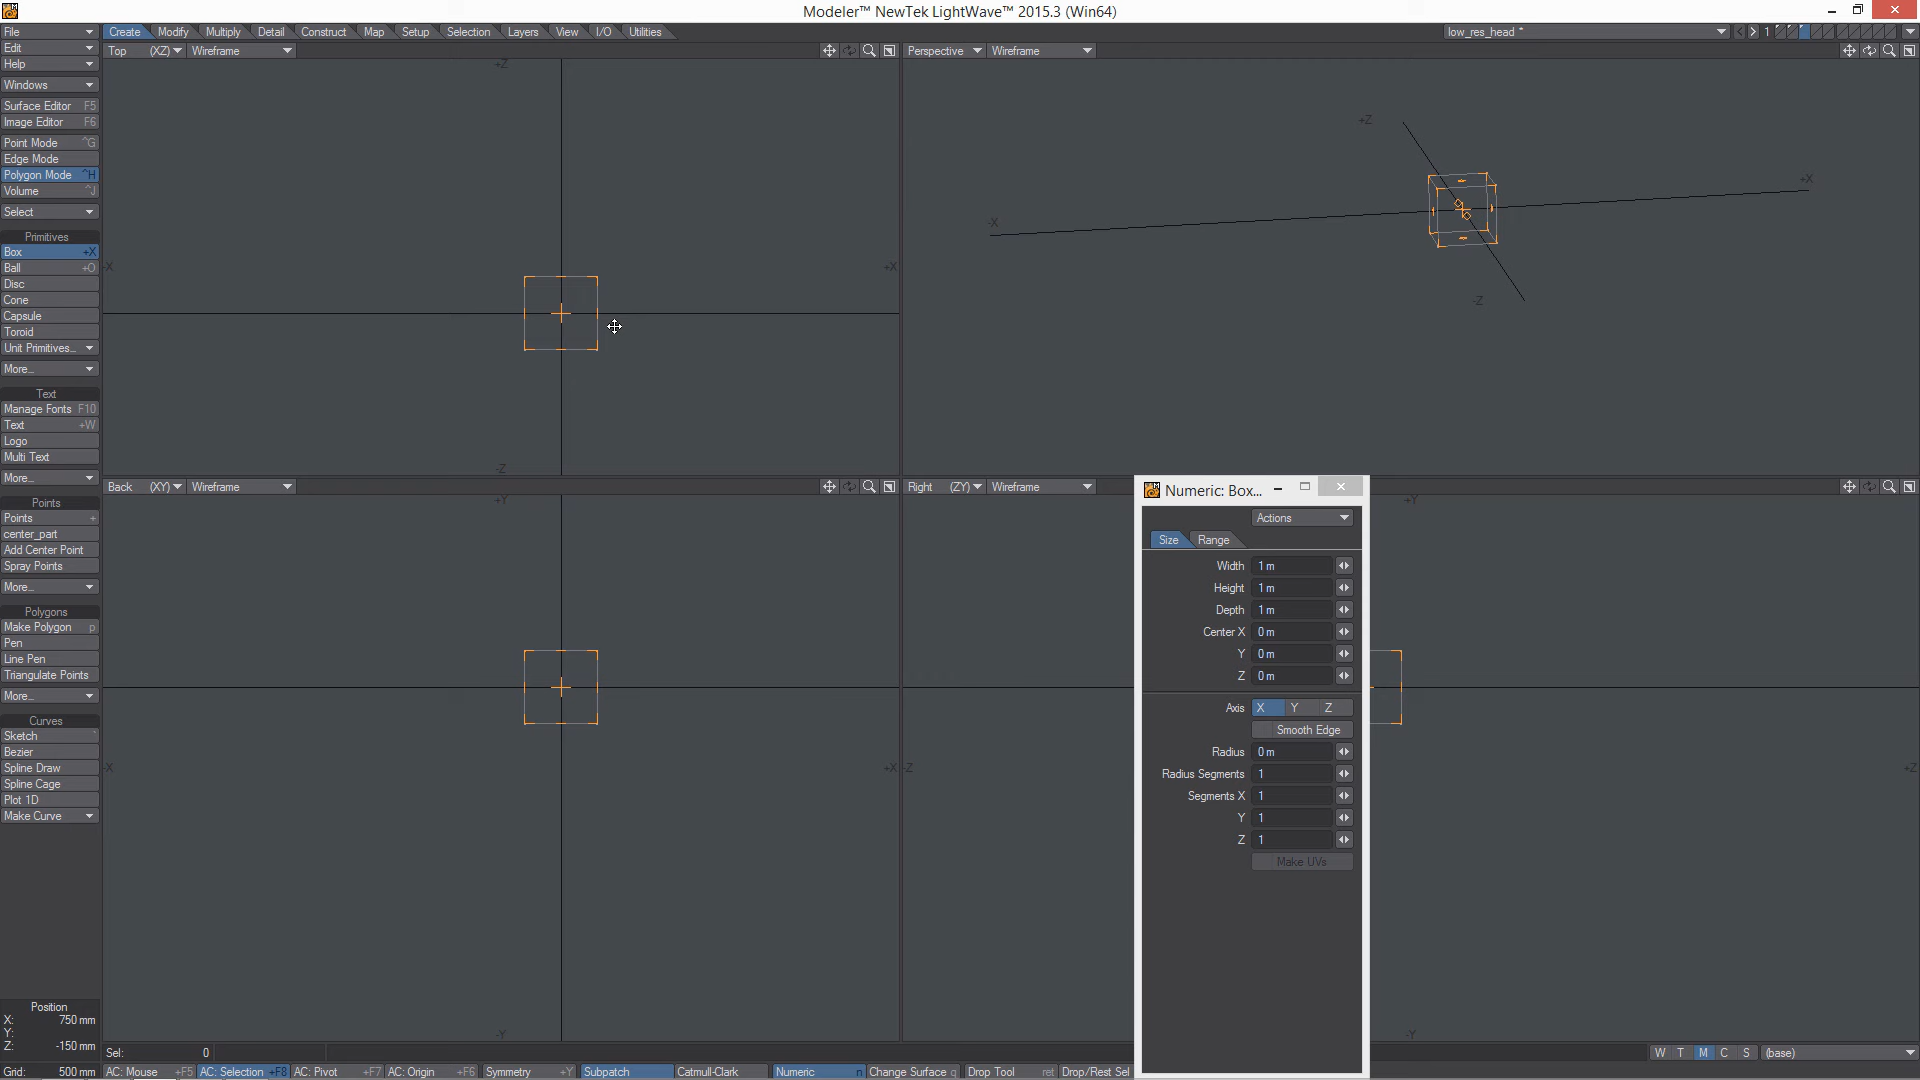 Modeler™ NewTek LightWave™ 2015.3 (Win64)
File
Edit
Help
Windows
Surface Editor F5
Image Editor F6
Point Mode ^G
Edge Mode
Polygon Mode ^H
Volume ^J
Select
Primitives
Box +X
Ball +O
Disc
Cone
Capsule
Toroid
Unit Primitives...
More...
Text
Manage Fonts F10
Text +W
Logo
Multi Text
More...
Points
Points +
center_part
Add Center Point
Spray Points
More...
Polygons
Make Polygon p
Pen
Line Pen
Triangulate Points
More...
Curves
Sketch `
Bezier
Spline Draw
Spline Cage
Plot 1D
Make Curve
Position
X: 750 mm
Y:
Z: -150 mm
Grid: 500 mm
Create Modify Multiply Detail Construct Map Setup Selection Layers View I/O Utilities
low_res_head * 1
Top (XZ) Wireframe
+Z
-X
+X
-Z
Perspective Wireframe
+Z
+X
-X
-Z
Back (XY) Wireframe
+Y
-X
+X
-Y
Right (ZY) Wireframe
+Y
-Z
+Z
-Y
Numeric: Box...
Actions
Size Range
Width 1 m
Height 1 m
Depth 1 m
Center X 0 m
Y 0 m
Z 0 m
Axis X Y Z
Smooth Edge
Radius 0 m
Radius Segments 1
Segments X 1
Y 1
Z 1
Make UVs
Sel: 0
W T M C S (base)
AC: Mouse +F5 AC: Selection +F8 AC: Pivot +F7 AC: Origin +F6 Symmetry +Y Subpatch Catmull-Clark Numeric n Change Surface q Drop Tool ret Drop/Rest Sel